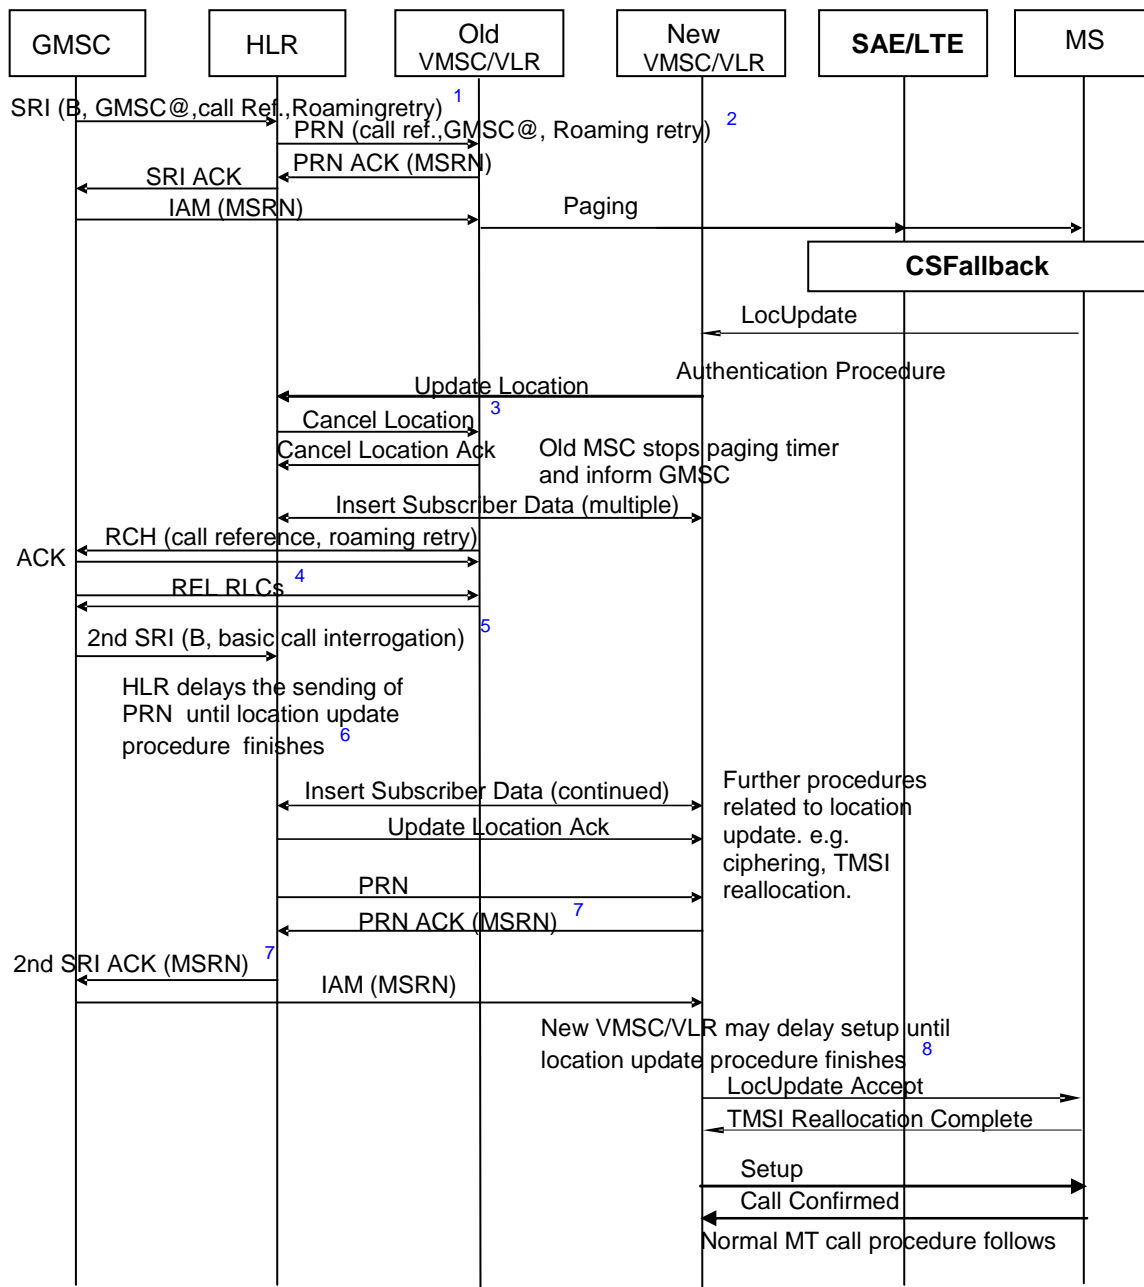 GMSC
HLR
Old
VMSC/VLR
New
VMSC/VLR
SAE/LTE
MS
SRI (B, GMSC@,call Ref.,Roamingretry) 1
PRN (call ref.,GMSC@, Roaming retry) 2
PRN ACK (MSRN)
SRI ACK
IAM (MSRN)
Paging
CSFallback
LocUpdate
Authentication Procedure
Update Location
Cancel Location 3
Cancel Location Ack
Old MSC stops paging timer
and inform GMSC
Insert Subscriber Data (multiple)
RCH (call reference, roaming retry)
ACK
REL RLCs 4
2nd SRI (B, basic call interrogation) 5
HLR delays the sending of
PRN until location update
procedure finishes 6
Insert Subscriber Data (continued)
Update Location Ack
Further procedures
related to location
update. e.g.
ciphering, TMSI
reallocation.
PRN
PRN ACK (MSRN) 7
2nd SRI ACK (MSRN) 7
IAM (MSRN)
New VMSC/VLR may delay setup until
location update procedure finishes 8
LocUpdate Accept
TMSI Reallocation Complete
Setup
Call Confirmed
Normal MT call procedure follows